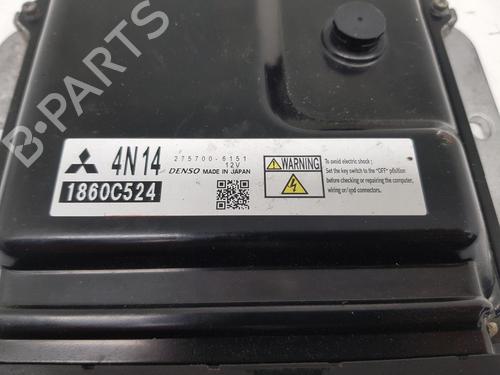 4N14
275700-6151
12V
DENSO MADE IN JAPAN
1860C524
WARNING
To avoid electric shock ;
Set the key switch to the "OFF" position
before checking or repairing the computer,
wiring or/and connectors.
B-PARTS